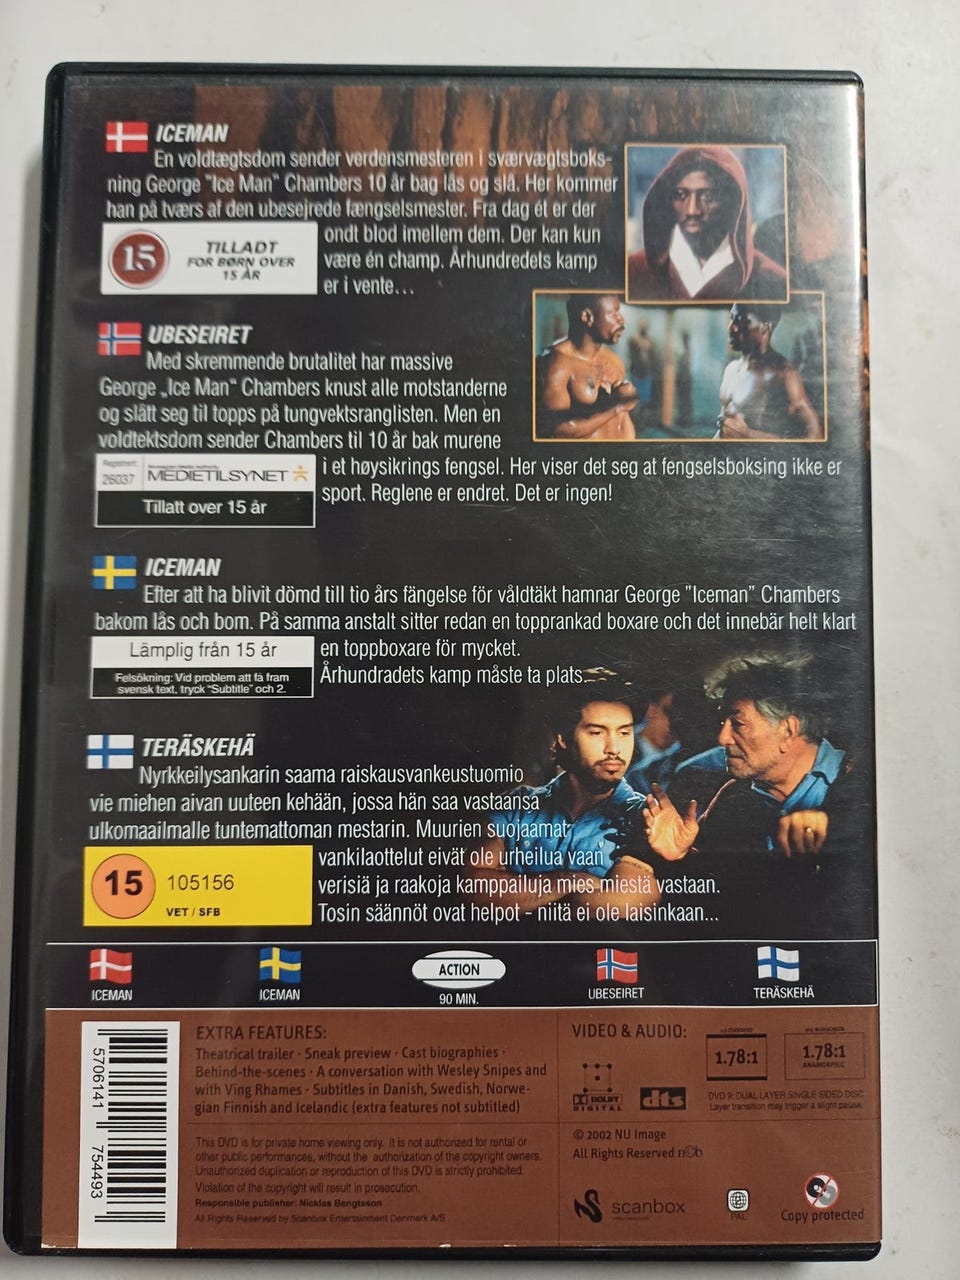 ICEMAN
En voldtægtsdom sender verdensmesteren i sværvægtsboks-
ning George "Ice Man" Chambers 10 år bag lås og slå. Her kommer
han på tværs af den ubesejrede fængselsmester. Fra dag ét er der
ondt blod imellem dem. Der kan kun
være én champ. Århundredets kamp
er i vente...
15
TILLADT
FOR BØRN OVER
15 ÅR
UBESEIRET
Med skremmende brutalitet har massive
George „Ice Man" Chambers knust alle motstanderne
og slått seg til topps på tungvektsranglisten. Men en
voldtektsdom sender Chambers til 10 år bak murene
i et høysikrings fengsel. Her viser det seg at fengselsboksing ikke er
sport. Reglene er endret. Det er ingen!
Registrert
26037
Norwegian Media Authority
MEDIETILSYNET
Tillatt over 15 år
ICEMAN
Efter att ha blivit dömd till tio års fängelse för våldtäkt hamnar George "Iceman" Chambers
bakom lås och bom. På samma anstalt sitter redan en topprankad boxare och det innebär helt klart
en toppboxare för mycket.
Århundradets kamp måste ta plats.
Lämplig från 15 år
Felsökning: Vid problem att få fram
svensk text, tryck "Subtitle" och 2.
TERÄSKEHÄ
Nyrkkeilysankarin saama raiskausvankeustuomio
vie miehen aivan uuteen kehään, jossa hän saa vastaansa
ulkomaailmalle tuntemattoman mestarin. Muurien suojaamat
vankilaottelut eivät ole urheilua vaan
verisiä ja raakoja kamppailuja mies miestä vastaan.
Tosin säännöt ovat helpot - niitä ei ole laisinkaan...
15
105156
VET / SFB
ICEMAN
ICEMAN
ACTION
90 MIN.
UBESEIRET
TERÄSKEHÄ
5706141 754493
EXTRA FEATURES:
Theatrical trailer · Sneak preview · Cast biographies ·
Behind-the-scenes · A conversation with Wesley Snipes and
with Ving Rhames · Subtitles in Danish, Swedish, Norwe-
gian Finnish and Icelandic (extra features not subtitled)
This DVD is for private home viewing only. It is not authorized for rental or
other public performances, without the authorization of the copyright owners.
Unauthorized duplication or reproduction of this DVD is strictly prohibited.
Violation of the copyright will result in prosecution.
Responsible publisher: Nicklas Bengtsson
All Rights Reserved by Scanbox Entertainment Denmark A/S
VIDEO & AUDIO:
DOLBY
DIGITAL
dts
1.78:1
1.78:1
ANAMORPHIC
DVD 9: DUAL LAYER SINGLE SIDED DISC
Layer transition may trigger a slight pause.
© 2002 NU Image
All Rights Reserved nCb
scanbox
PAL
Copy protected